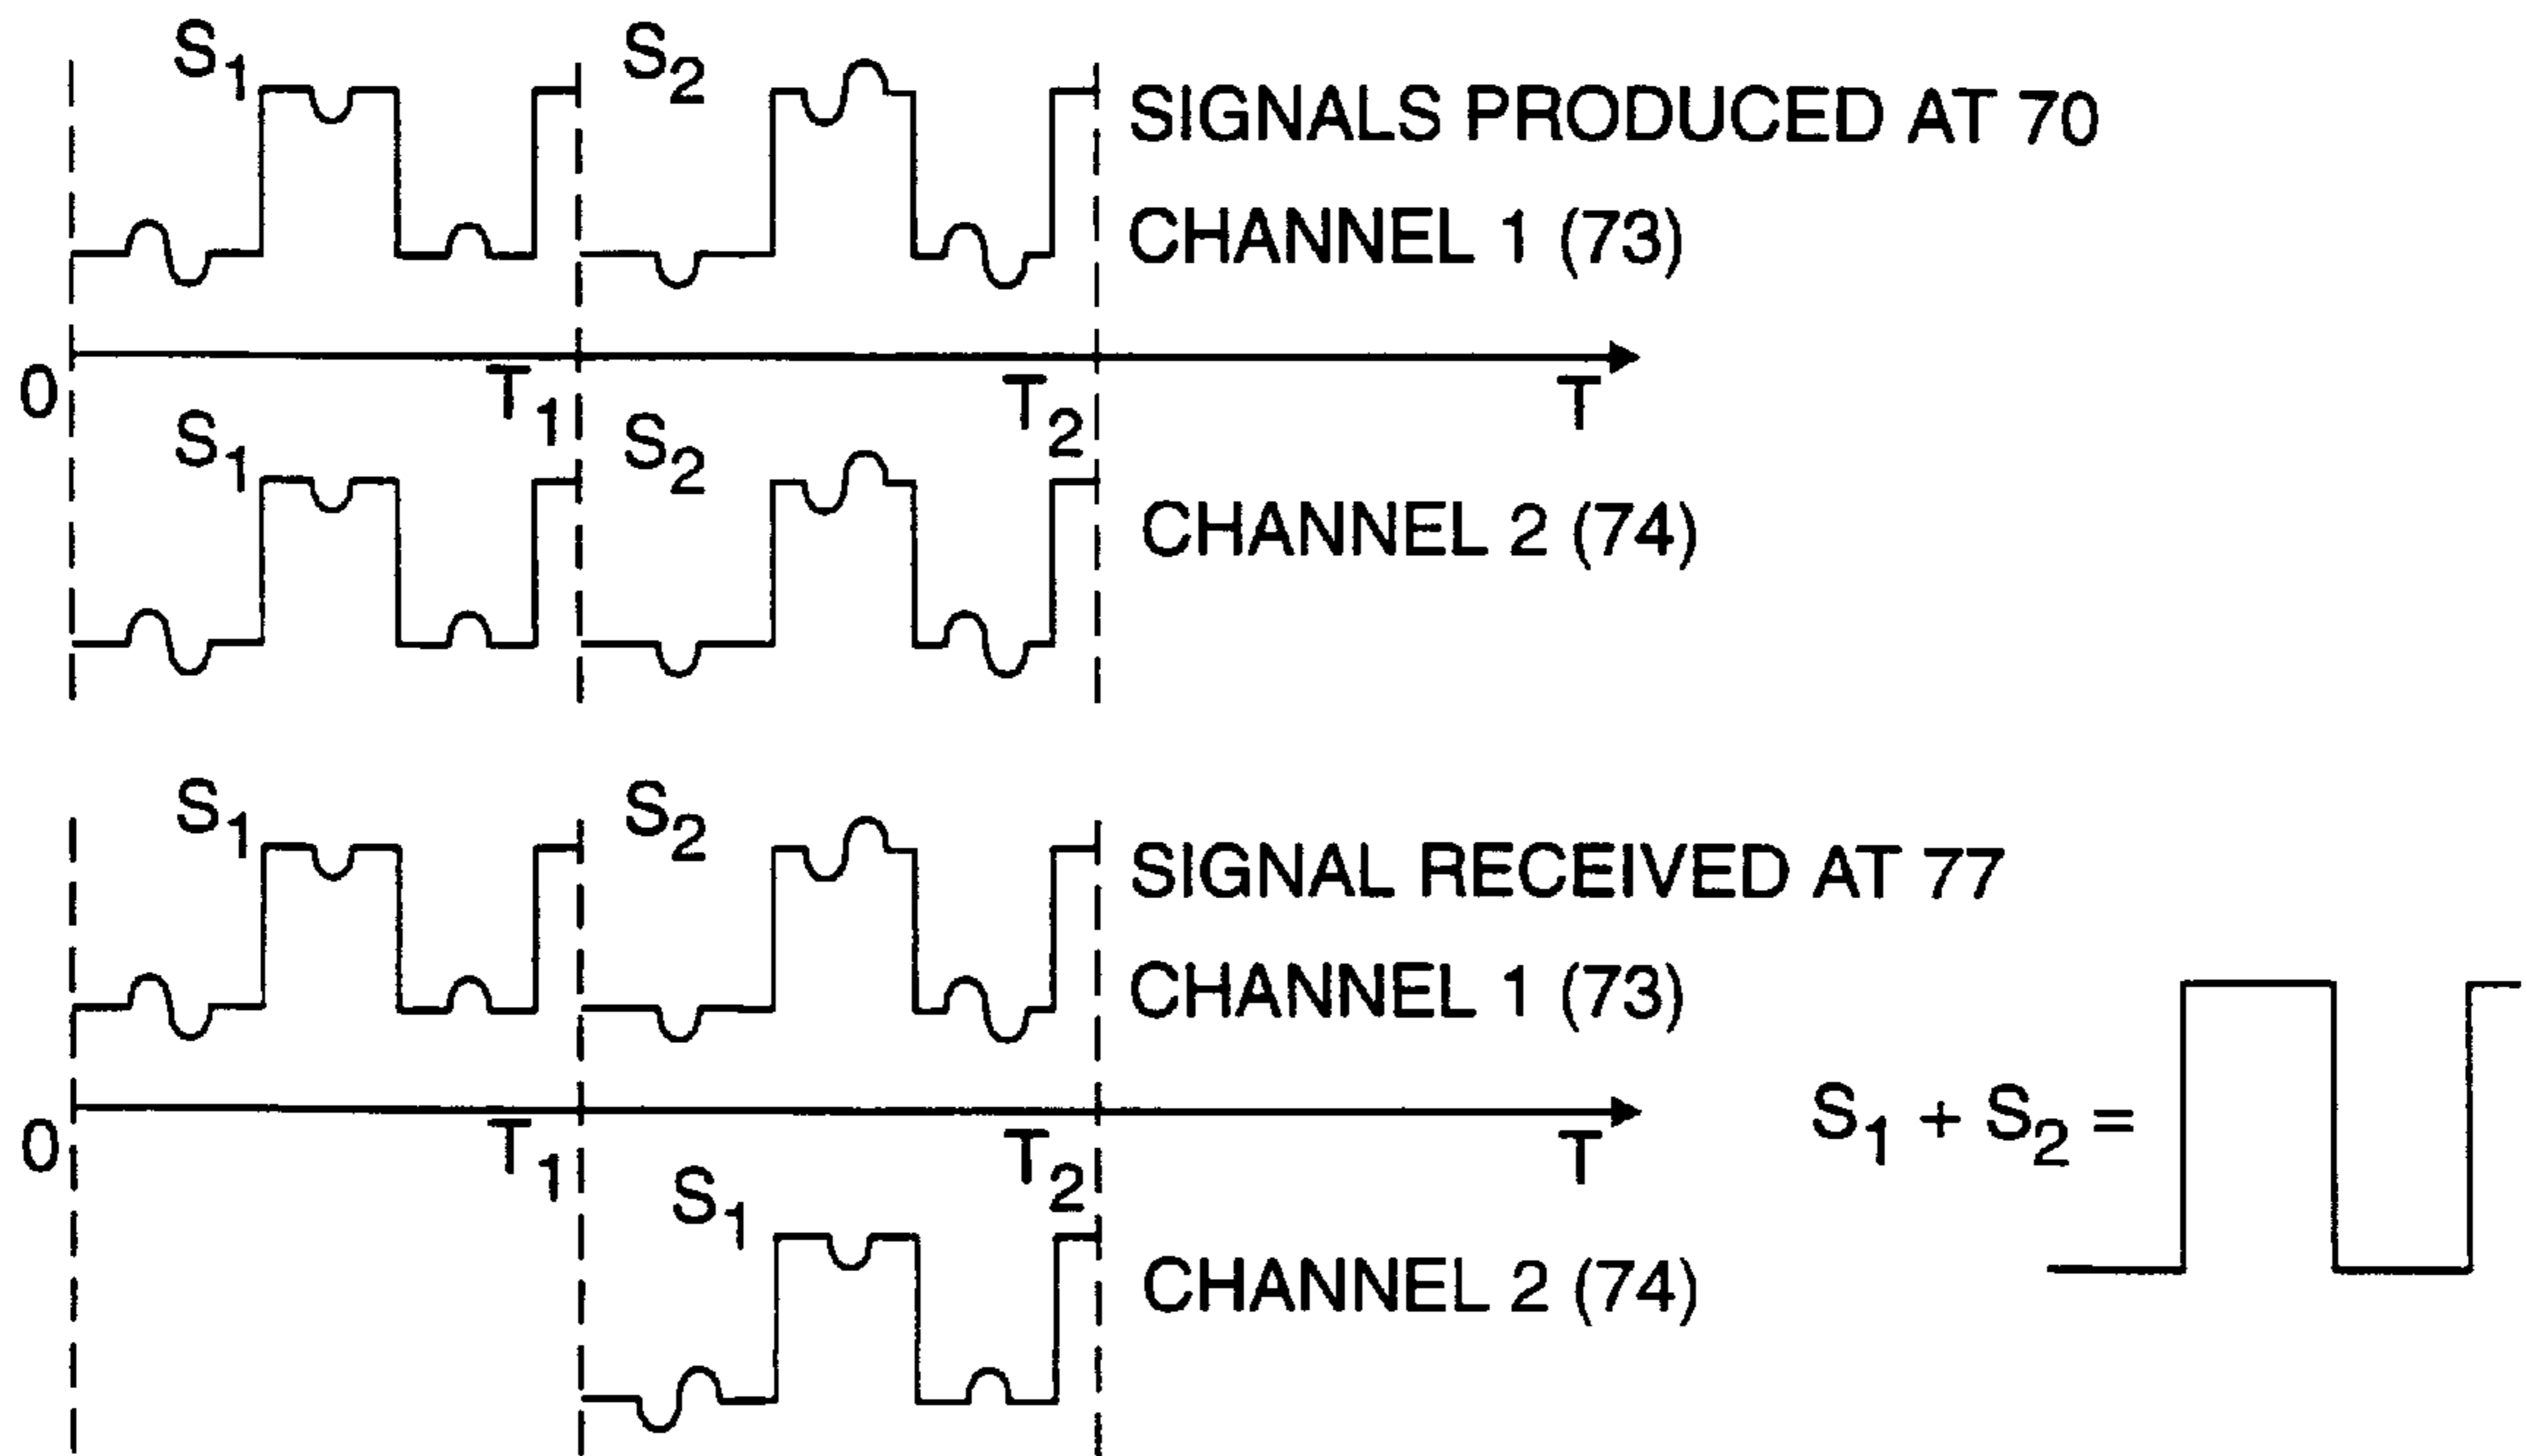 S1 S2 SIGNALS PRODUCED AT 70
CHANNEL 1 (73)
0 T1 T2 T
S1 S2
CHANNEL 2 (74)
S1 S2 SIGNAL RECEIVED AT 77
CHANNEL 1 (73)
S1 + S2 =
0 T1 T2 T
S1
CHANNEL 2 (74)